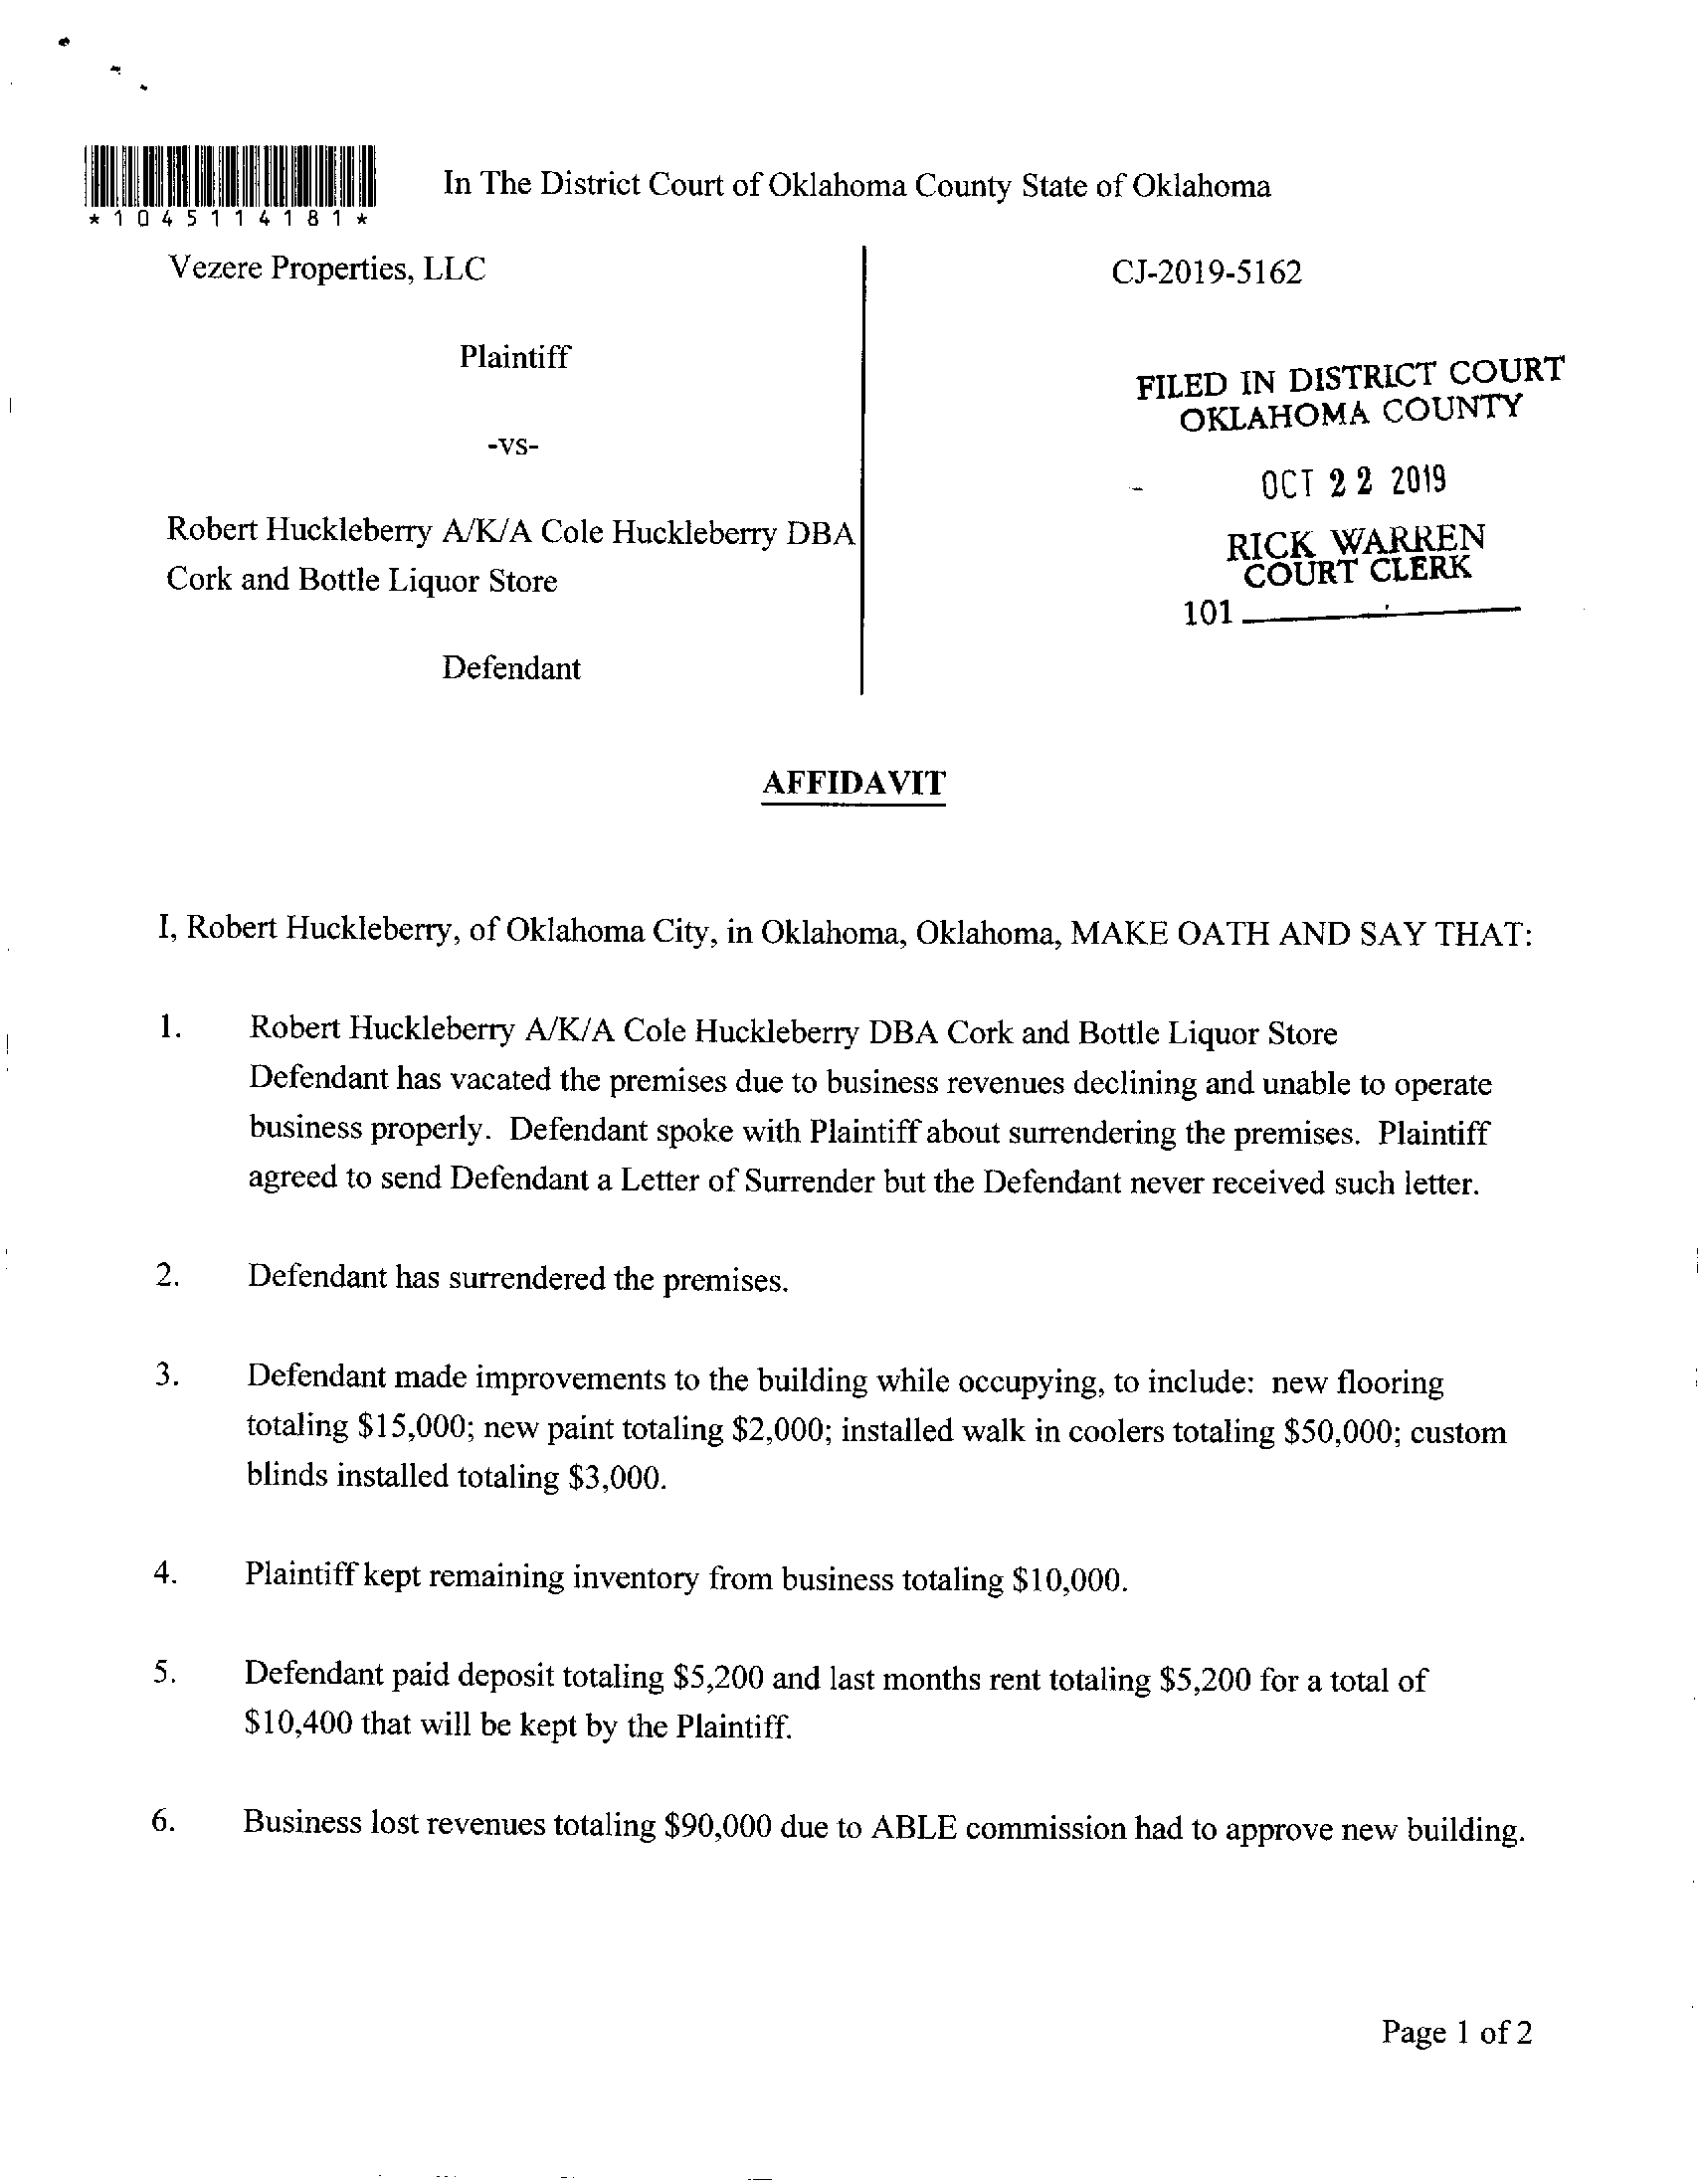 In The District Court of Oklahoma County State of Oklahoma
*1045114181*
Vezere Properties, LLC
CJ-2019-5162
Plaintiff
FILED IN DISTRICT COURT
OKLAHOMA COUNTY
-vs-
OCT 22 2019
Robert Huckleberry A/K/A Cole Huckleberry DBA
Cork and Bottle Liquor Store
RICK WARREN
COURT CLERK
101
Defendant
AFFIDAVIT
I, Robert Huckleberry, of Oklahoma City, in Oklahoma, Oklahoma, MAKE OATH AND SAY THAT:
1. Robert Huckleberry A/K/A Cole Huckleberry DBA Cork and Bottle Liquor Store
Defendant has vacated the premises due to business revenues declining and unable to operate
business properly. Defendant spoke with Plaintiff about surrendering the premises. Plaintiff
agreed to send Defendant a Letter of Surrender but the Defendant never received such letter.
2. Defendant has surrendered the premises.
3. Defendant made improvements to the building while occupying, to include: new flooring
totaling $15,000; new paint totaling $2,000; installed walk in coolers totaling $50,000; custom
blinds installed totaling $3,000.
4. Plaintiff kept remaining inventory from business totaling $10,000.
5. Defendant paid deposit totaling $5,200 and last months rent totaling $5,200 for a total of
$10,400 that will be kept by the Plaintiff.
6. Business lost revenues totaling $90,000 due to ABLE commission had to approve new building.
Page 1 of 2